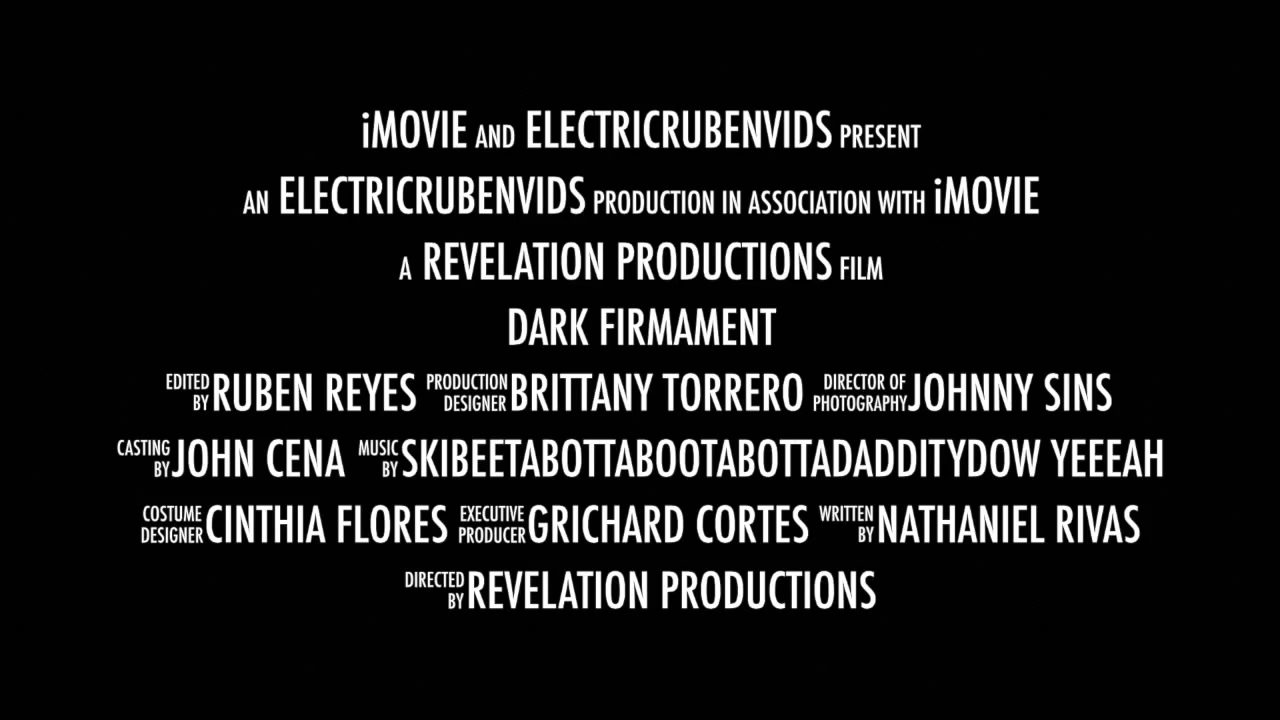 iMOVIE AND ELECTRICRUBENVIDS PRESENT
AN ELECTRICRUBENVIDS PRODUCTION IN ASSOCIATION WITH iMOVIE
A REVELATION PRODUCTIONS FILM
DARK FIRMAMENT
EDITED BY RUBEN REYES PRODUCTION DESIGNER BRITTANY TORRERO DIRECTOR OF PHOTOGRAPHY JOHNNY SINS
CASTING BY JOHN CENA MUSIC BY SKIBEETABOTTABOOTABOTTADADDITYDOW YEEEAH
COSTUME DESIGNER CINTHIA FLORES EXECUTIVE PRODUCER GRICHARD CORTES WRITTEN BY NATHANIEL RIVAS
DIRECTED BY REVELATION PRODUCTIONS